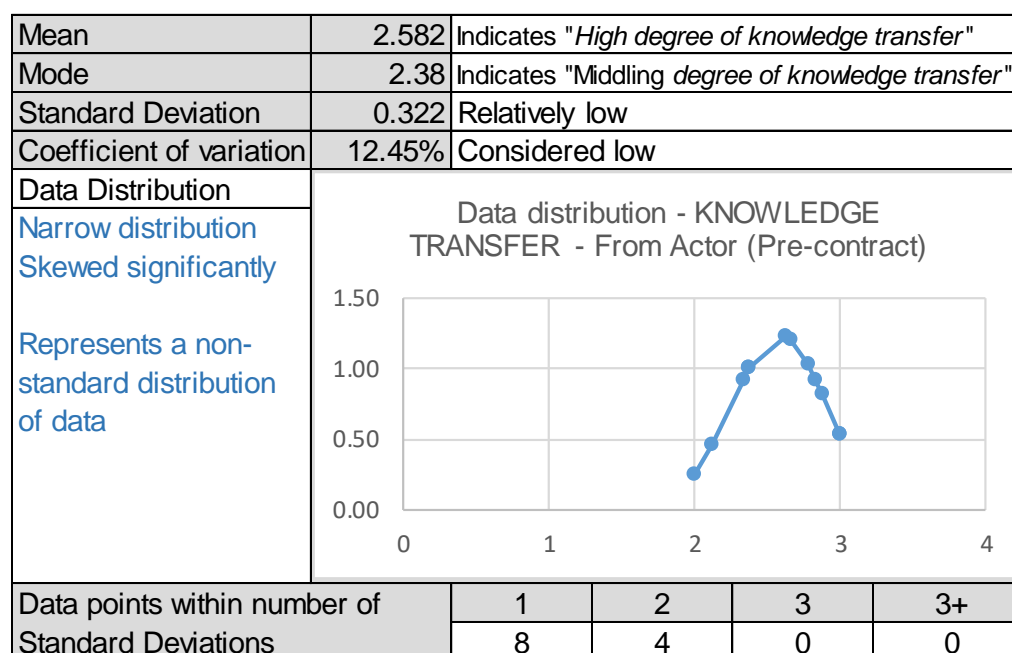 Mean 2.582 Indicates "High degree of knowledge transfer"
Mode 2.38 Indicates "Middling degree of knowledge transfer"
Standard Deviation 0.322 Relatively low
Coefficient of variation 12.45% Considered low
Data Distribution
Narrow distribution
Skewed significantly
Represents a non-
standard distribution
of data
Data distribution - KNOWLEDGE
TRANSFER - From Actor (Pre-contract)
1.50
1.00
0.50
0.00
0 1 2 3 4
Data points within number of 1 2 3 3+
Standard Deviations 8 4 0 0